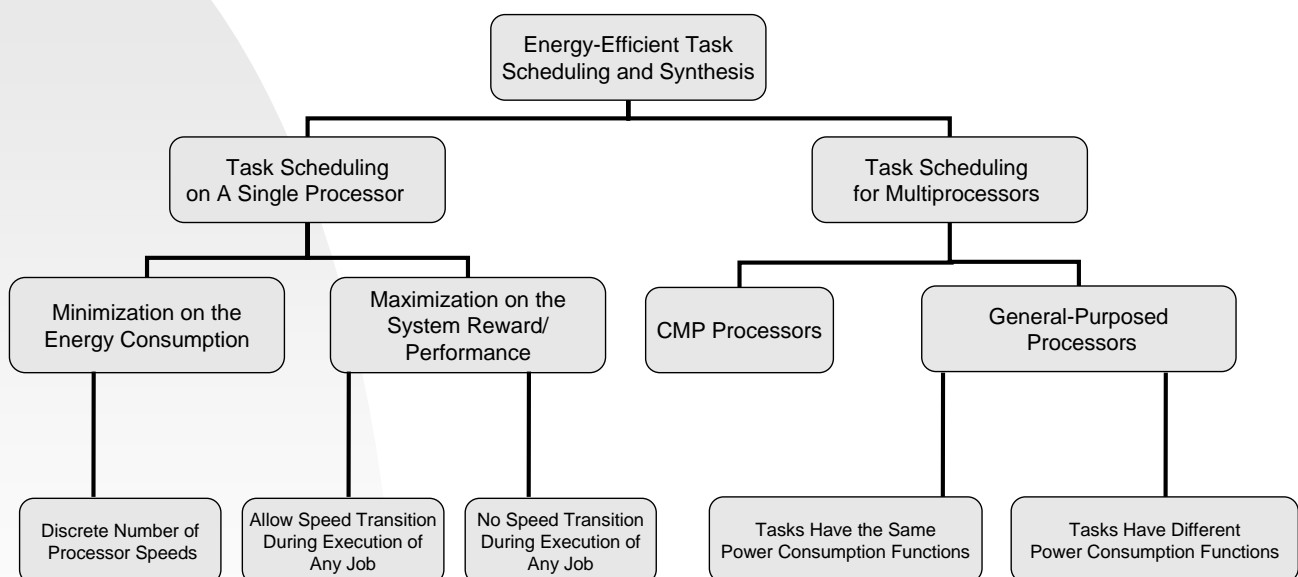 Energy-Efficient Task
Scheduling and Synthesis
Task Scheduling
on A Single Processor
Task Scheduling
for Multiprocessors
Minimization on the
Energy Consumption
Maximization on the
System Reward/
Performance
CMP Processors
General-Purposed
Processors
Discrete Number of
Processor Speeds
Allow Speed Transition
During Execution of
Any Job
No Speed Transition
During Execution of
Any Job
Tasks Have the Same
Power Consumption Functions
Tasks Have Different
Power Consumption Functions